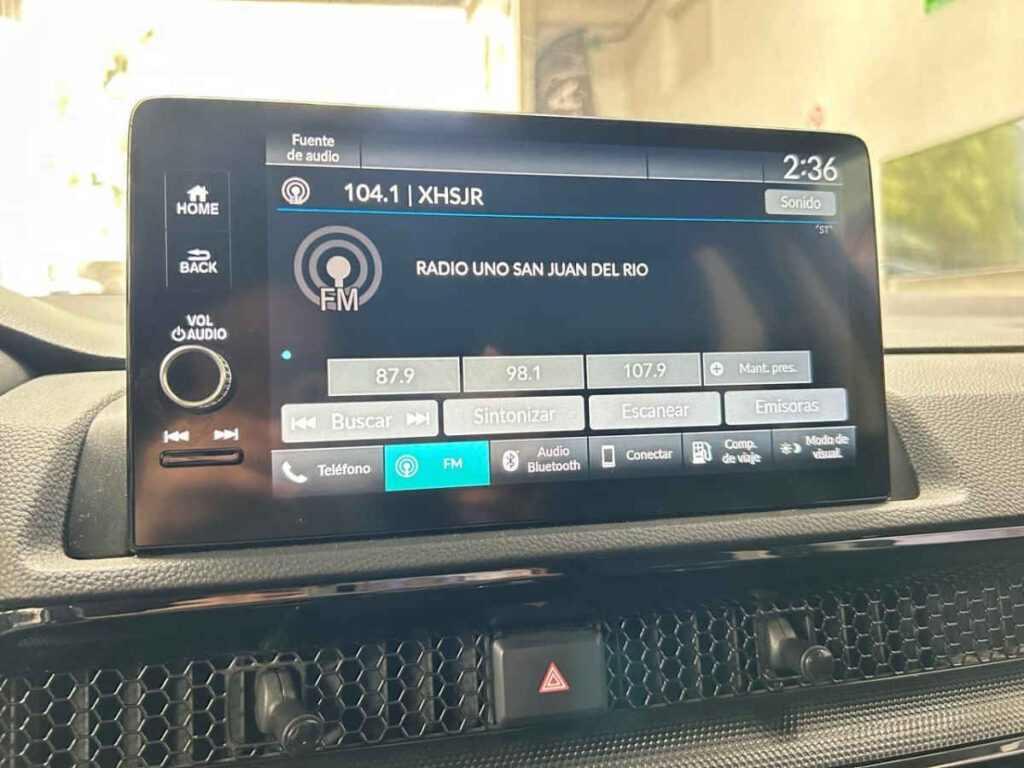 Fuente
de audio
2:36
104.1 | XHSJR
Sonido
"ST"
FM
RADIO UNO SAN JUAN DEL RIO
HOME
BACK
VOL
AUDIO
87.9
98.1
107.9
Mant. pres.
Buscar
Sintonizar
Escanear
Emisoras
Teléfono
FM
Audio
Bluetooth
Conectar
Comp.
de viaje
Modo de
visual.